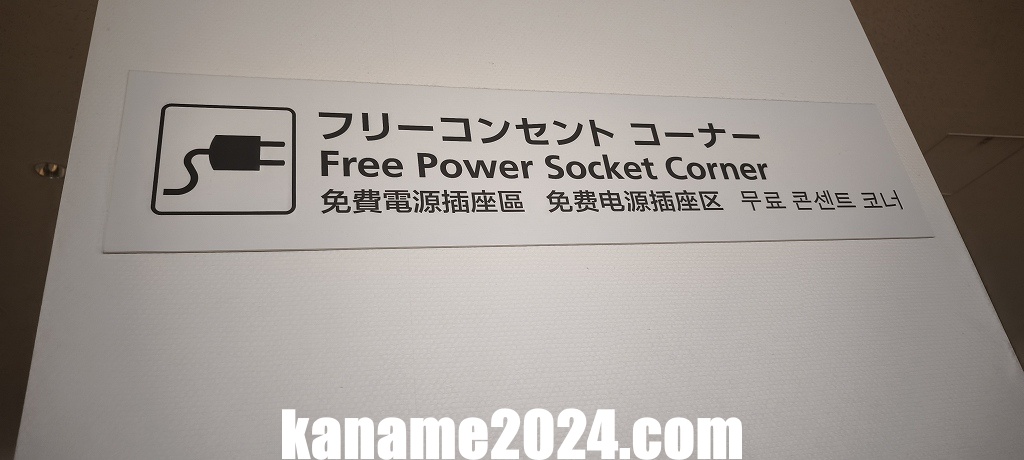 フリーコンセント コーナー
Free Power Socket Corner
免費電源插座區 免费电源插座区 무료 콘센트 코너
kaname2024.com